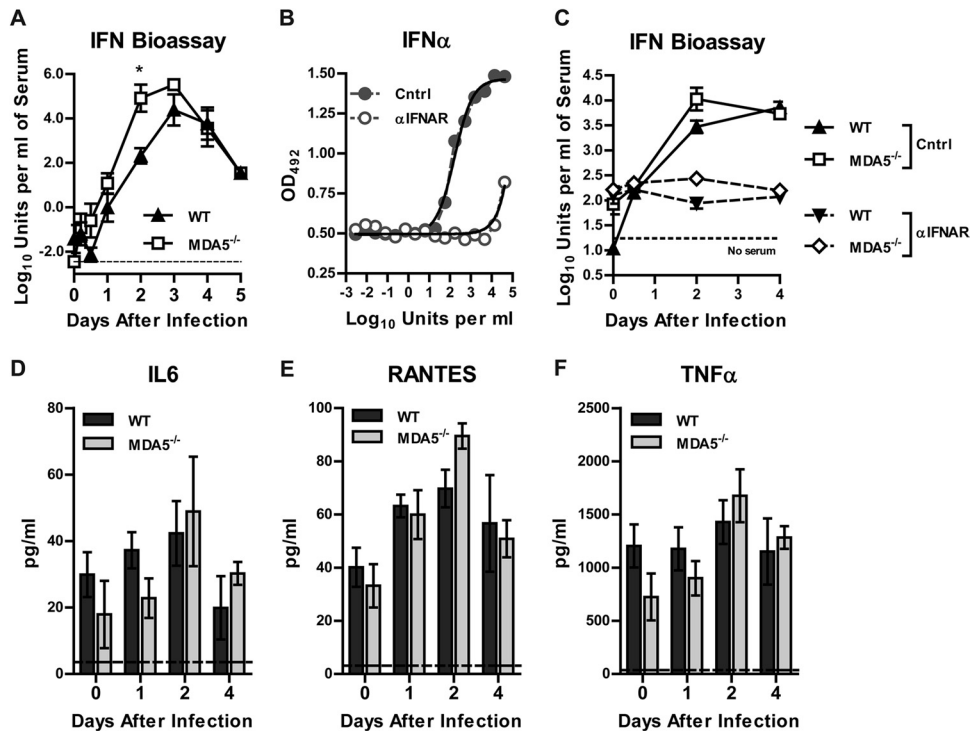 A
IFN Bioassay
Log10 Units per ml of Serum
6.0
4.0
2.0
0.0
-2.0
*
WT
MDA5-/-
0 1 2 3 4 5
Days After Infection
B
IFNα
OD492
1.50
1.25
1.00
0.75
0.50
0.25
Cntrl
αIFNAR
-3 -2 -1 0 1 2 3 4 5
Log10 Units per ml
C
IFN Bioassay
Log10 Units per ml of Serum
4.5
4.0
3.5
3.0
2.5
2.0
1.5
1.0
0.5
No serum
0 1 2 3 4
Days After Infection
WT
MDA5-/-
Cntrl
WT
MDA5-/-
αIFNAR
D
IL6
pg/ml
80
60
40
20
0
WT
MDA5-/-
0 1 2 4
Days After Infection
E
RANTES
pg/ml
100
80
60
40
20
0
WT
MDA5-/-
0 1 2 4
Days After Infection
F
TNFα
pg/ml
2500
2000
1500
1000
500
0
WT
MDA5-/-
0 1 2 4
Days After Infection